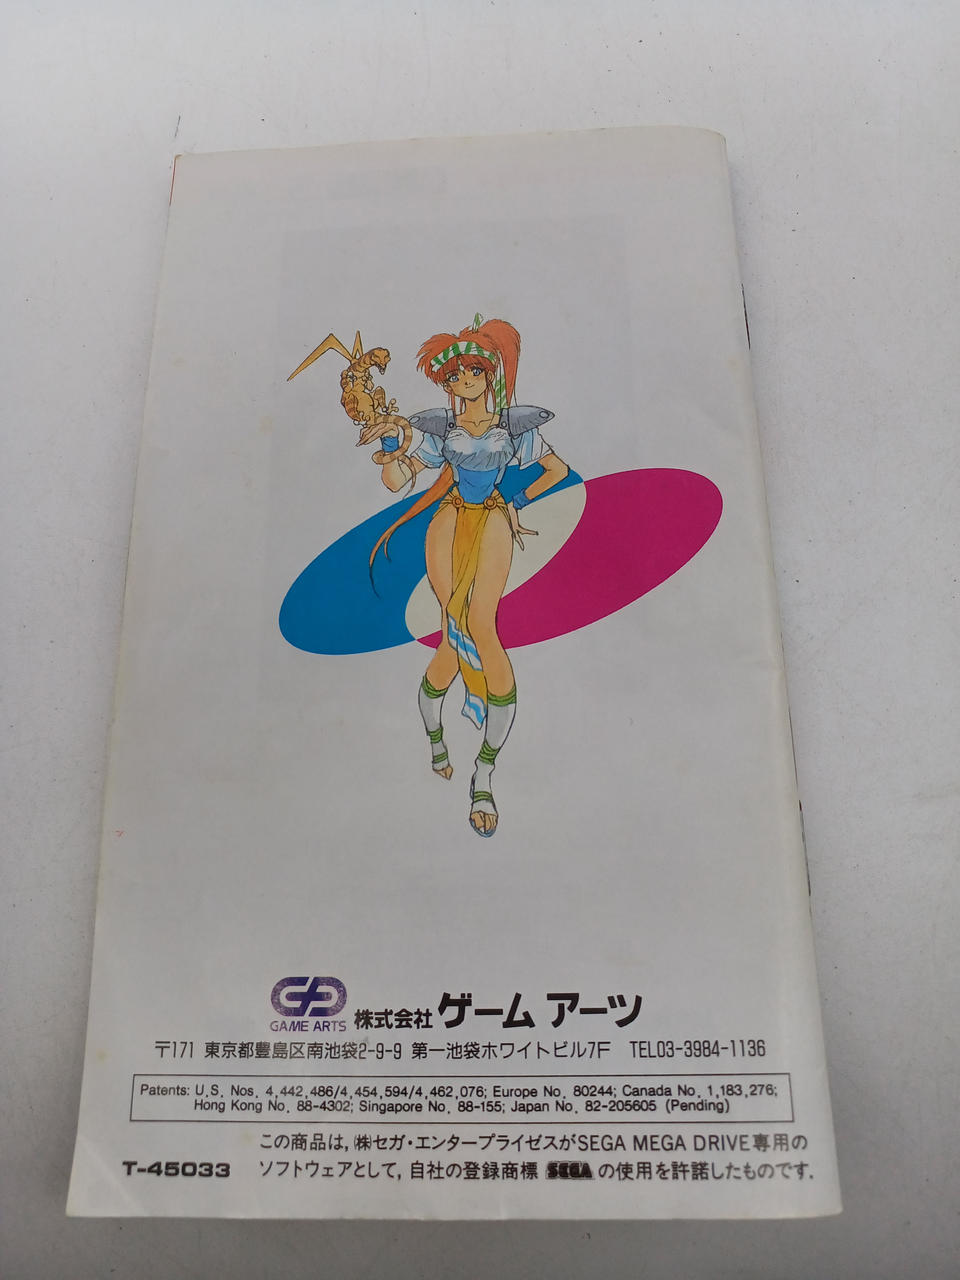 GAME ARTS 株式会社 ゲームアーツ
〒171 東京都豊島区南池袋2-9-9 第一池袋ホワイトビル7F TEL03-3984-1136
Patents: U.S. Nos. 4,442,486/4,454,594/4,462,076; Europe No. 80244; Canada No. 1,183,276;
Hong Kong No. 88-4302; Singapore No. 88-155; Japan No. 82-205605 (Pending)
この商品は,㈱セガ・エンタープライゼスがSEGA MEGA DRIVE専用の
T-45033 ソフトウェアとして,自社の登録商標 SEGA の使用を許諾したものです.